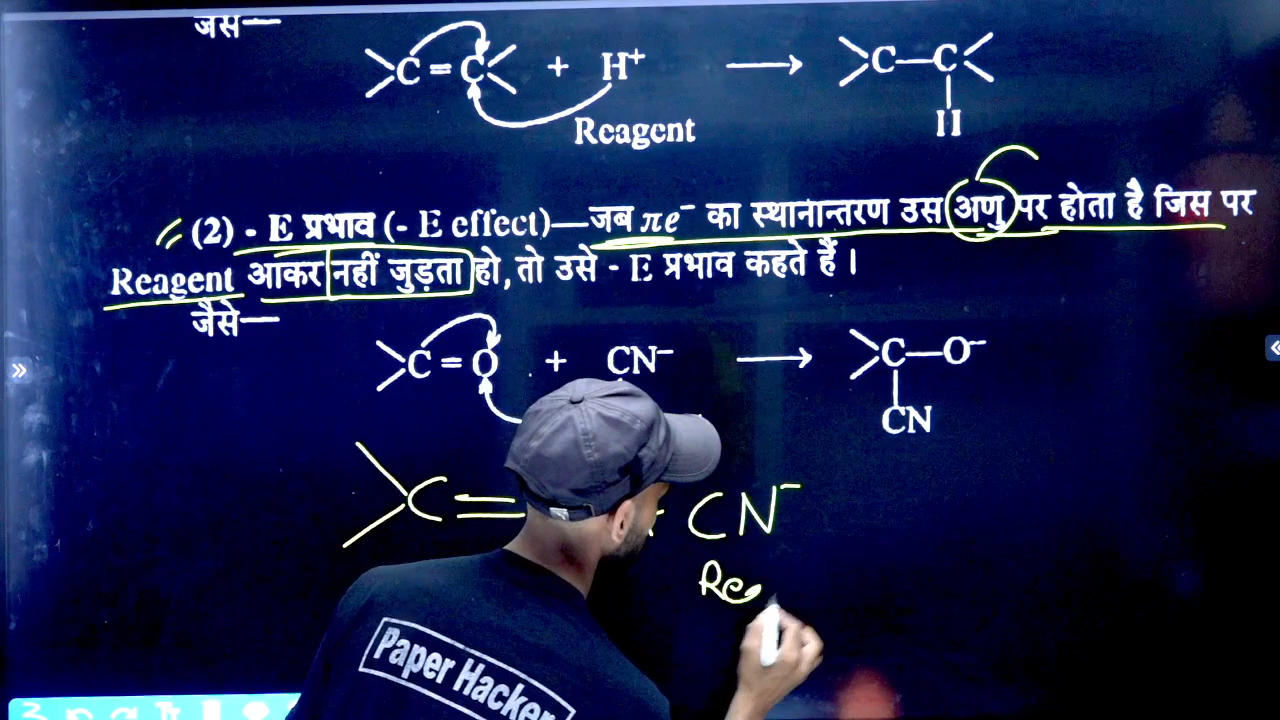 जैसे—
C = C + H⁺ → C—C
Reagent H
(2) - E प्रभाव (- E effect)—जब πe⁻ का स्थानान्तरण उस अणु पर होता है जिस पर
Reagent आकर नहीं जुड़ता हो, तो उसे - E प्रभाव कहते हैं ।
जैसे—
C = O + CN⁻ → C—O⁻
CN
C = CN⁻
Rea
Paper Hacker